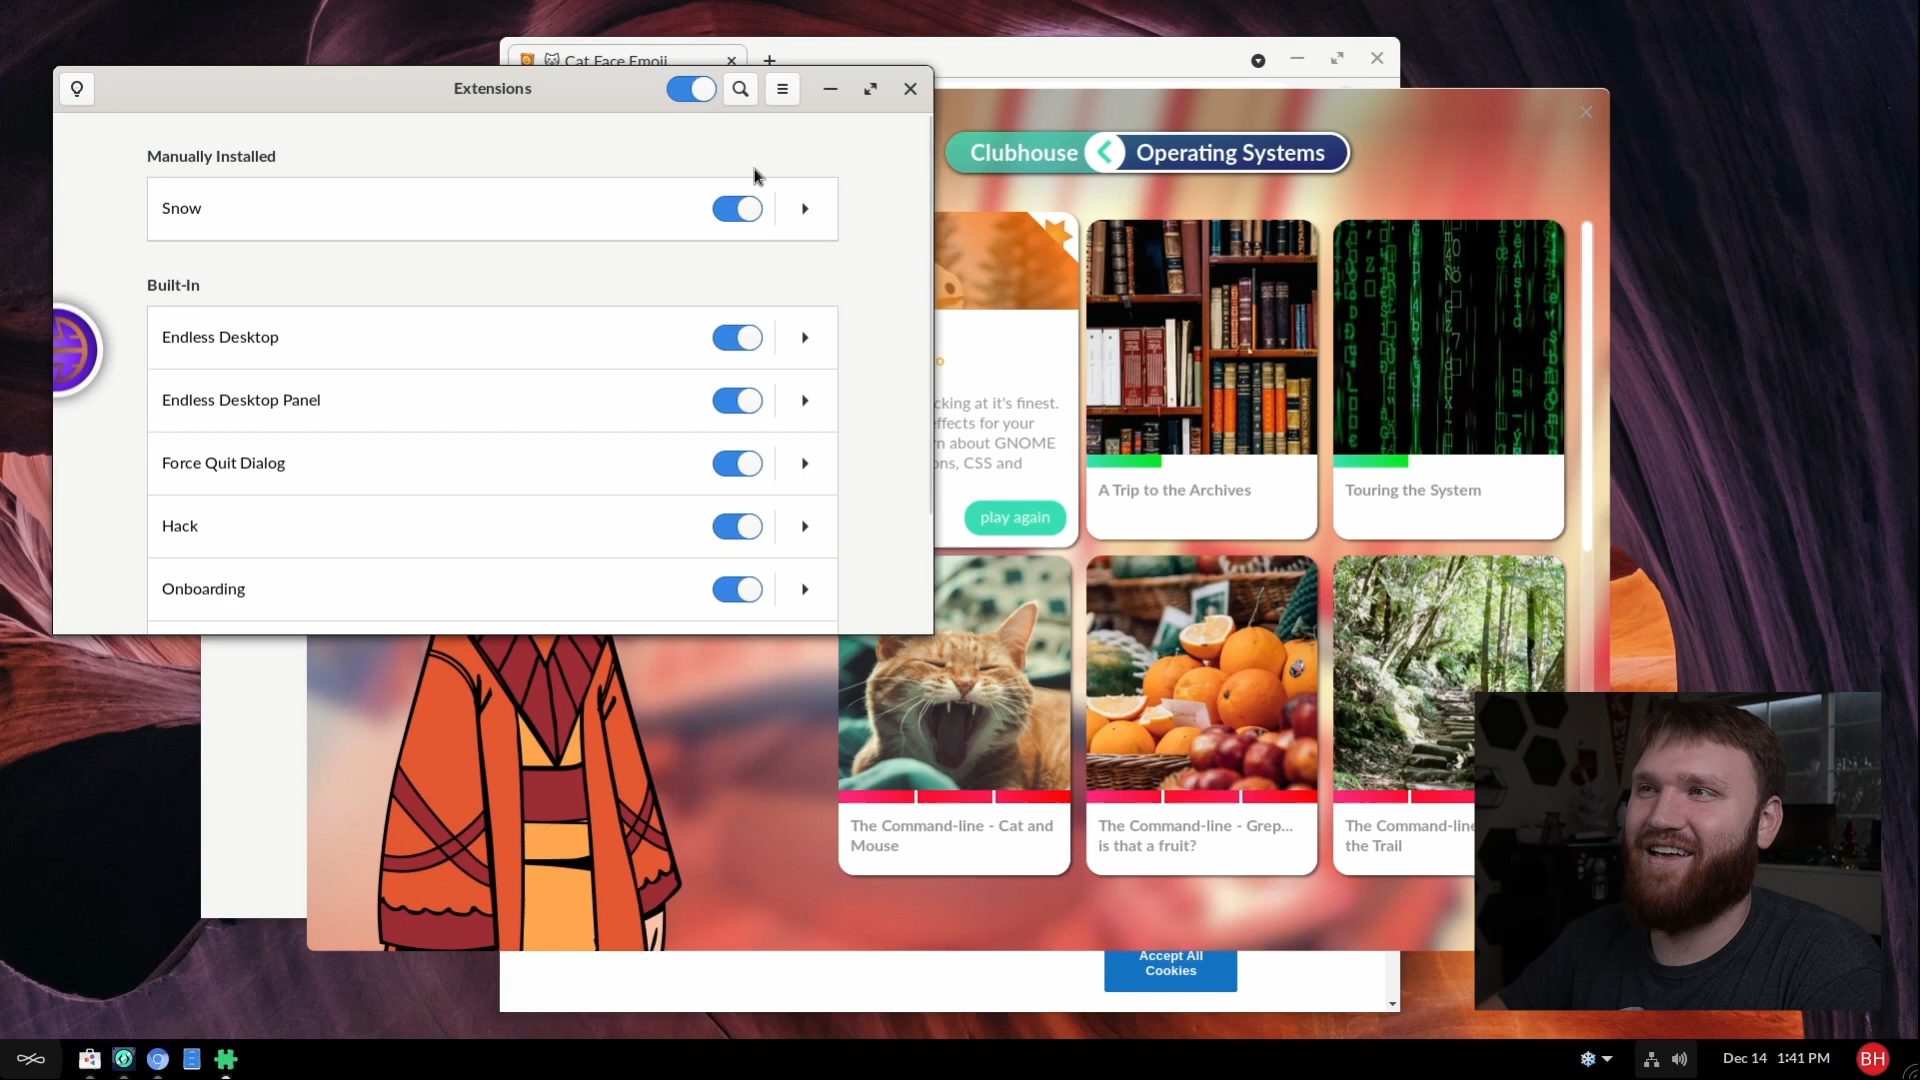 Cat Face Emoji
Extensions
Manually Installed
Snow
Built-In
Endless Desktop
Endless Desktop Panel
Force Quit Dialog
Hack
Onboarding
Clubhouse
Operating Systems
cking at it's finest.
ffects for your
n about GNOME
ons, CSS and
play again
A Trip to the Archives
Touring the System
The Command-line - Cat and
Mouse
The Command-line - Grep...
is that a fruit?
The Command-line
the Trail
Accept All
Cookies
Dec 14 1:41 PM
BH